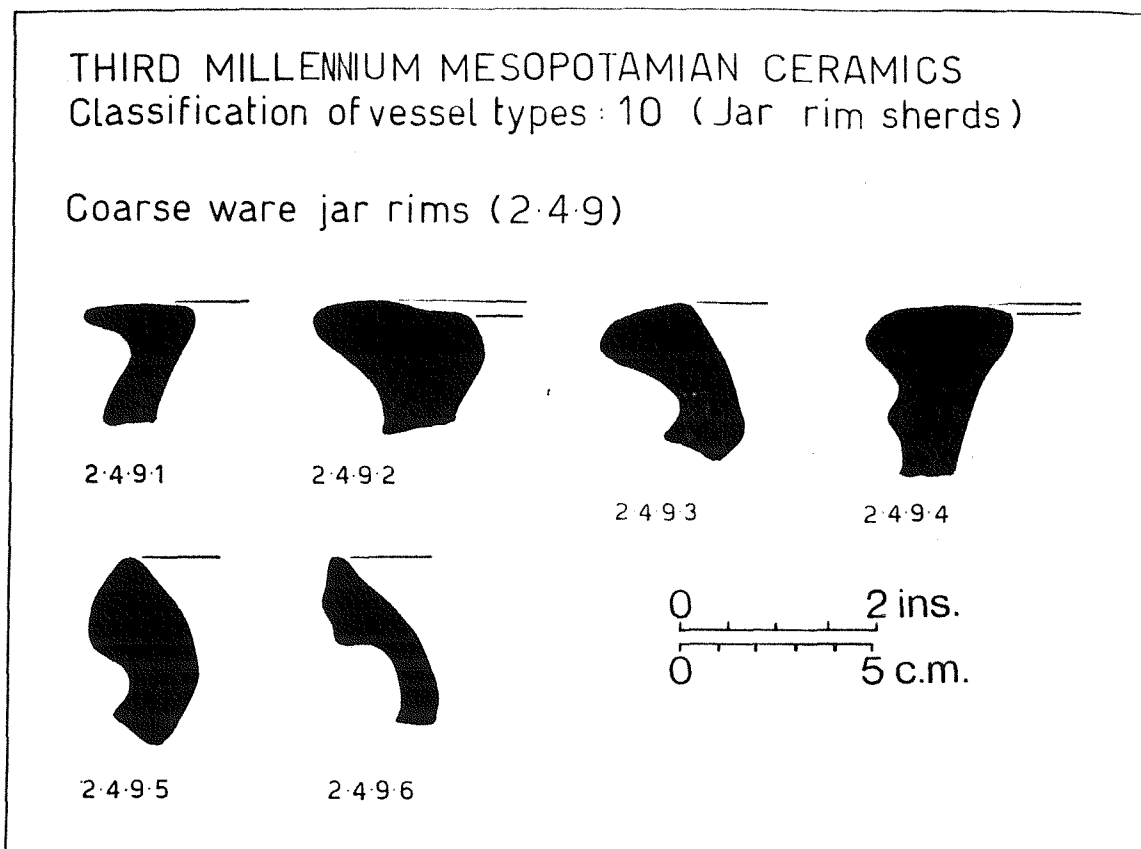 THIRD MILLENNIUM MESOPOTAMIAN CERAMICS
Classification of vessel types : 10 (Jar rim sherds)
Coarse ware jar rims (2·4·9)
2·4·9·1
2·4·9·2
2·4·9·3
2·4·9·4
2·4·9·5
2·4·9·6
0 2 ins.
0 5 c.m.